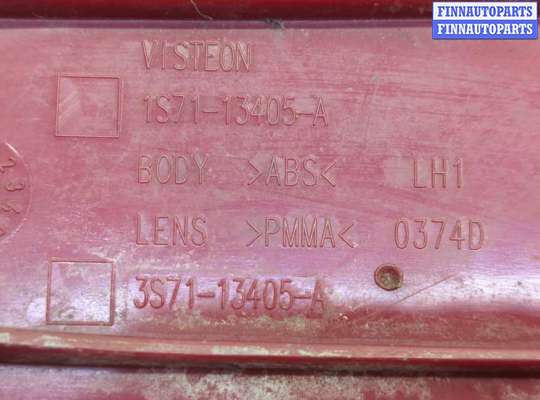 FINNAUTOPARTS
FINNAUTOPARTS
VISTEON
1S71-13405-A
BODY >ABS< LH1
LENS >PMMA< 0374D
3S71-13405-A